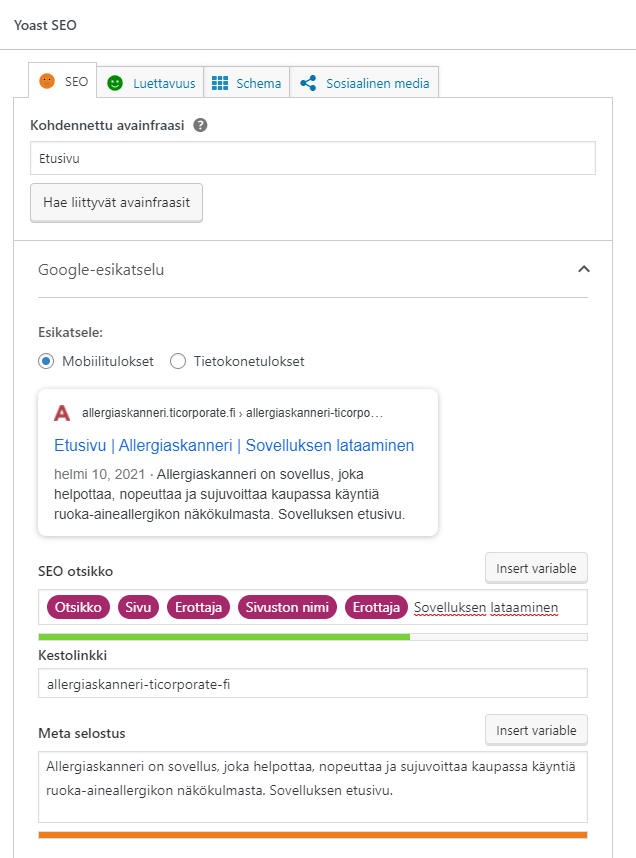 Yoast SEO
SEO Luettavuus Schema Sosiaalinen media
Kohdennettu avainfraasi ?
Etusivu
Hae liittyvät avainfraasit
Google-esikatselu
Esikatsele:
Mobiilitulokset Tietokonetulokset
A allergiaskanneri.ticorporate.fi › allergiaskanneri-ticorpo…
Etusivu | Allergiaskanneri | Sovelluksen lataaminen
helmi 10, 2021 · Allergiaskanneri on sovellus, joka
helpottaa, nopeuttaa ja sujuvoittaa kaupassa käyntiä
ruoka-aineallergikon näkökulmasta. Sovelluksen etusivu.
SEO otsikko Insert variable
Otsikko Sivu Erottaja Sivuston nimi Erottaja Sovelluksen lataaminen
Kestolinkki
allergiaskanneri-ticorporate-fi
Meta selostus Insert variable
Allergiaskanneri on sovellus, joka helpottaa, nopeuttaa ja sujuvoittaa kaupassa käyntiä
ruoka-aineallergikon näkökulmasta. Sovelluksen etusivu.